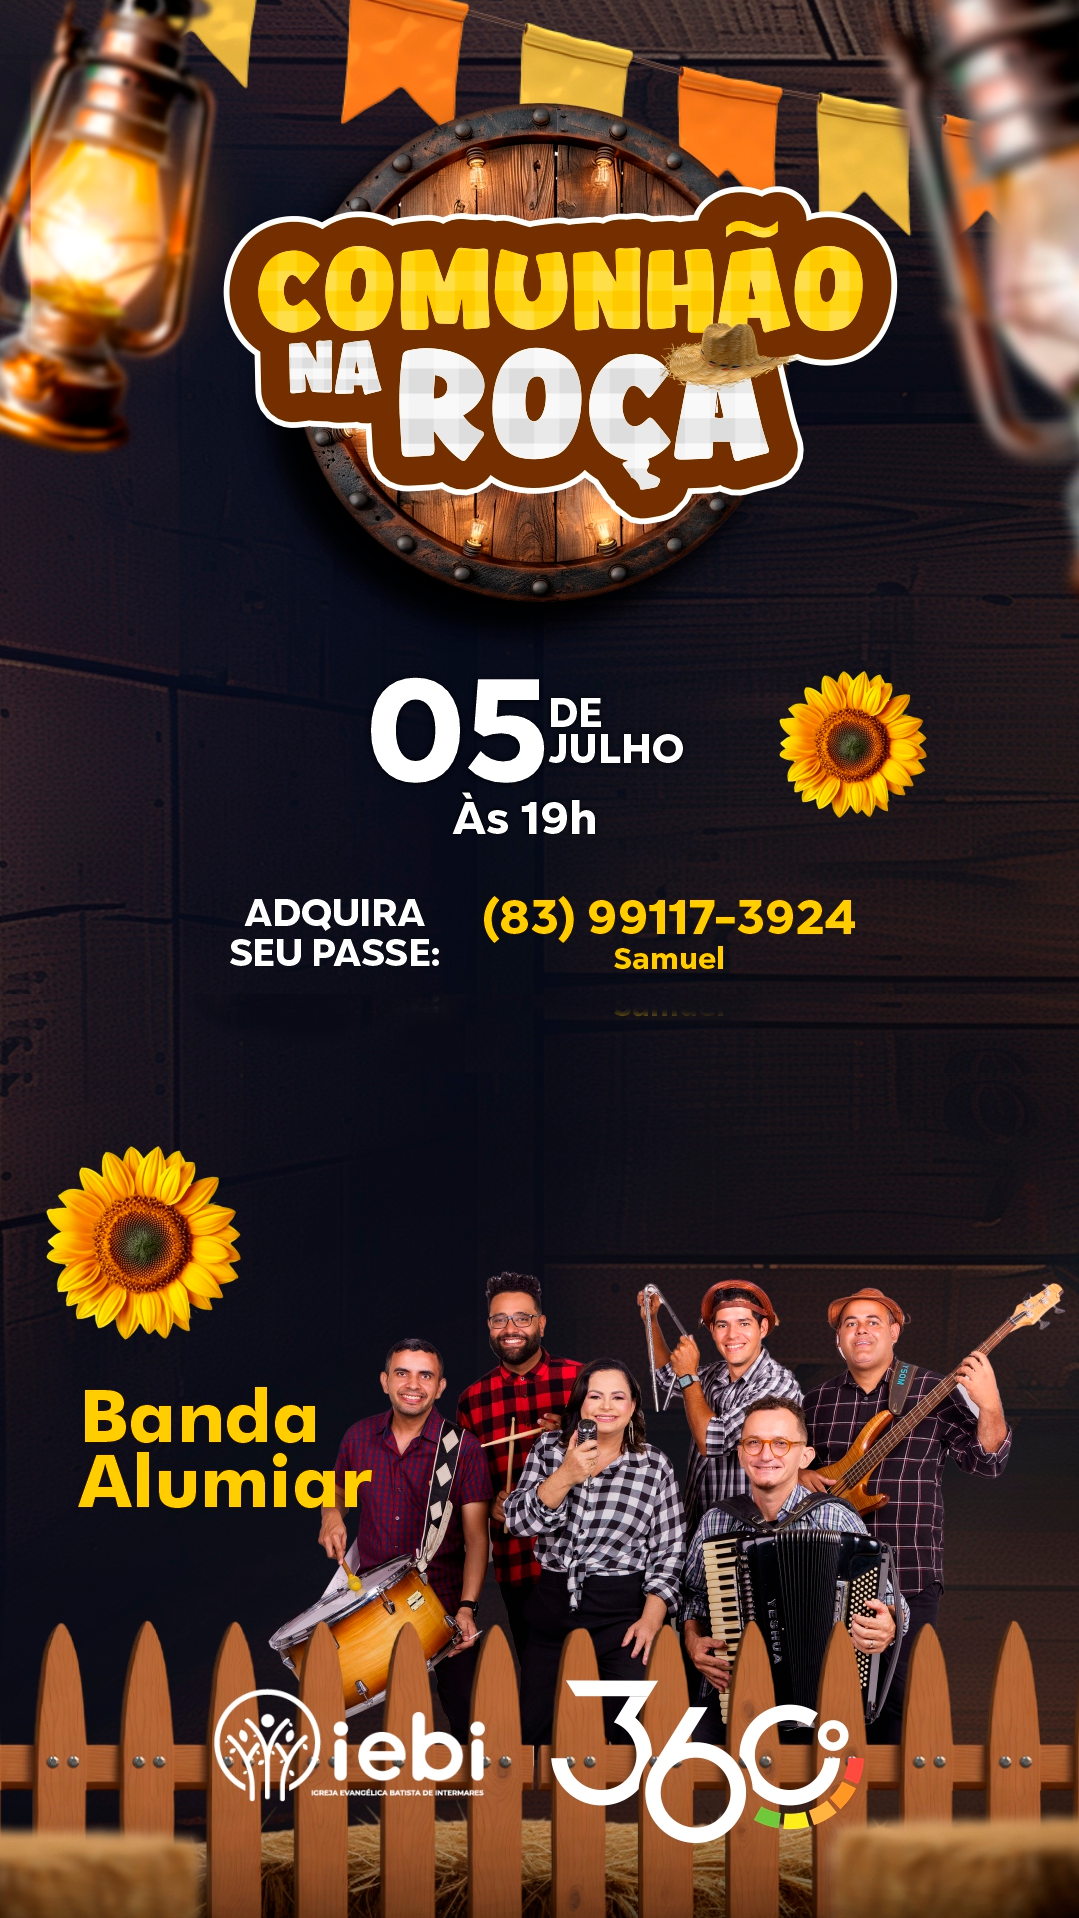 COMUNHÃO
NA ROÇA
05 DE
JULHO
Às 19h
ADQUIRA
SEU PASSE:
(83) 99117-3924
Samuel
Banda
Alumiar
YESHUA
iebi
IGREJA EVANGÉLICA BATISTA DE INTERMARES
360°